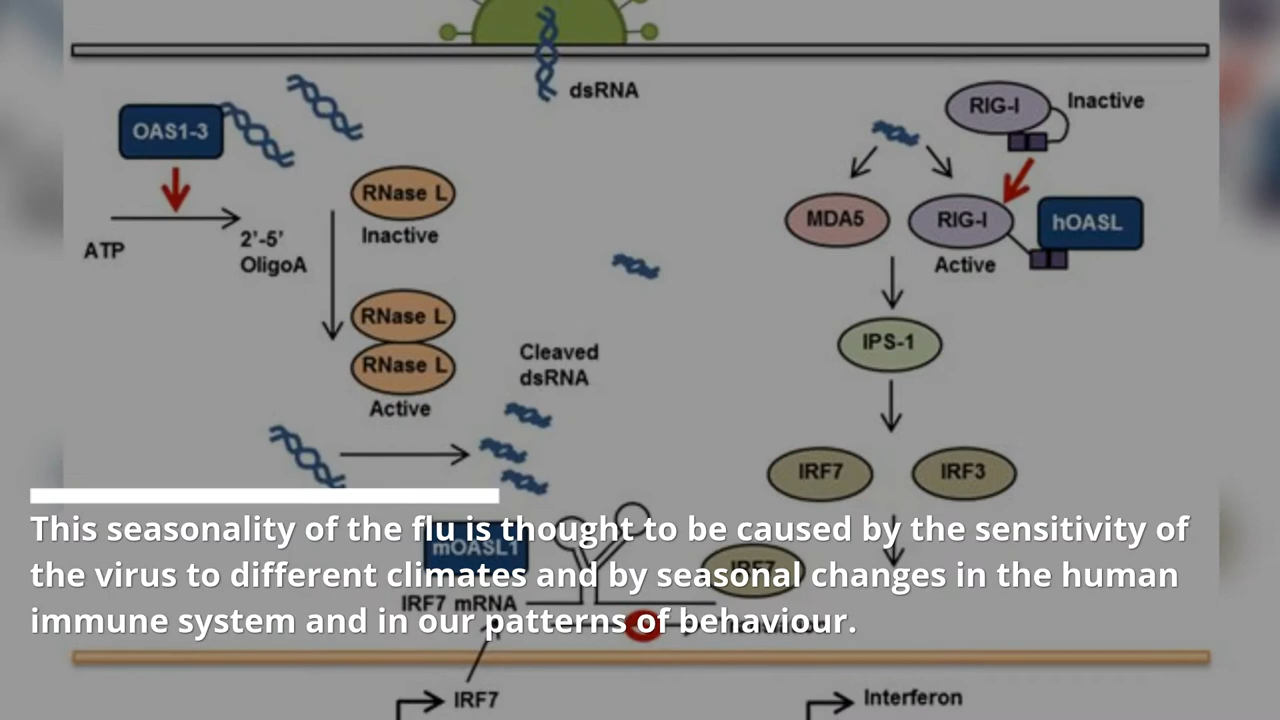 dsRNA
OAS1-3
RIG-I
Inactive
RNase L
Inactive
MDA5
RIG-I
hOASL
Active
ATP
2'-5'
OligoA
RNase L
RNase L
Active
IPS-1
Cleaved
dsRNA
IRF7
IRF3
This seasonality of the flu is thought to be caused by the sensitivity of
the virus to different climates and by seasonal changes in the human
immune system and in our patterns of behaviour.
mOASL1
IRF7
IRF7 mRNA
IRF7
Interferon